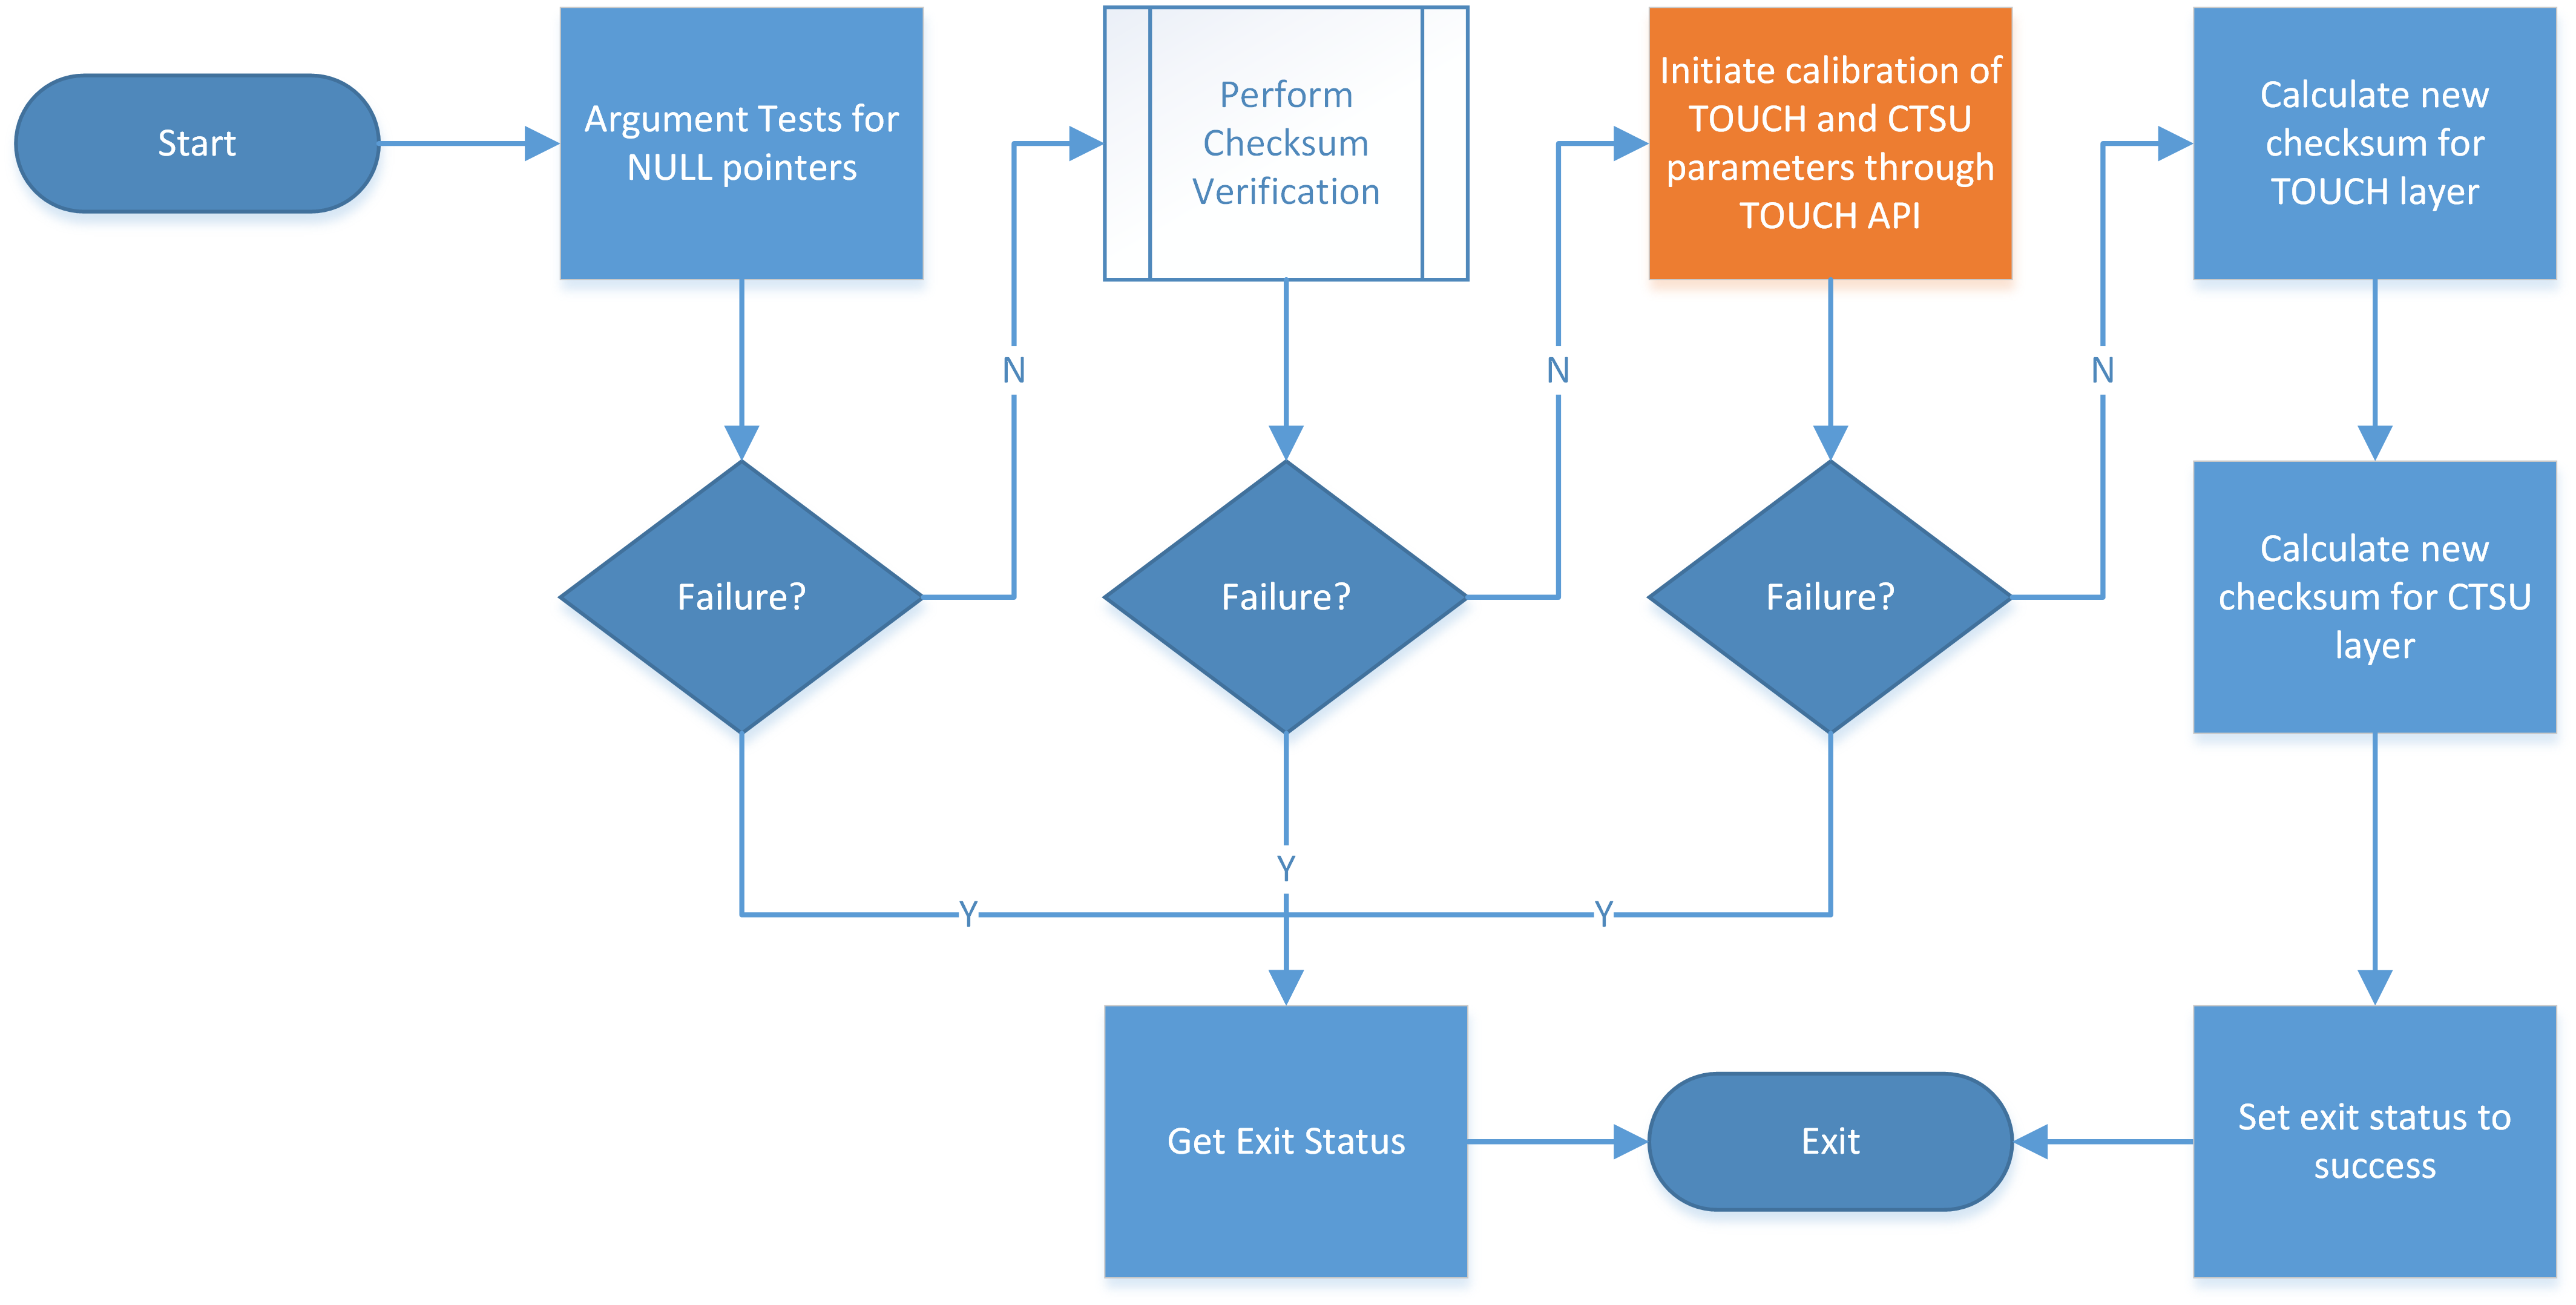 Start
Argument Tests for
NULL pointers
Perform
Checksum
Verification
Initiate calibration of
TOUCH and CTSU
parameters through
TOUCH API
Calculate new
checksum for
TOUCH layer
N
N
N
Failure?
Failure?
Failure?
Calculate new
checksum for CTSU
layer
Y
Y
Y
Get Exit Status
Exit
Set exit status to
success